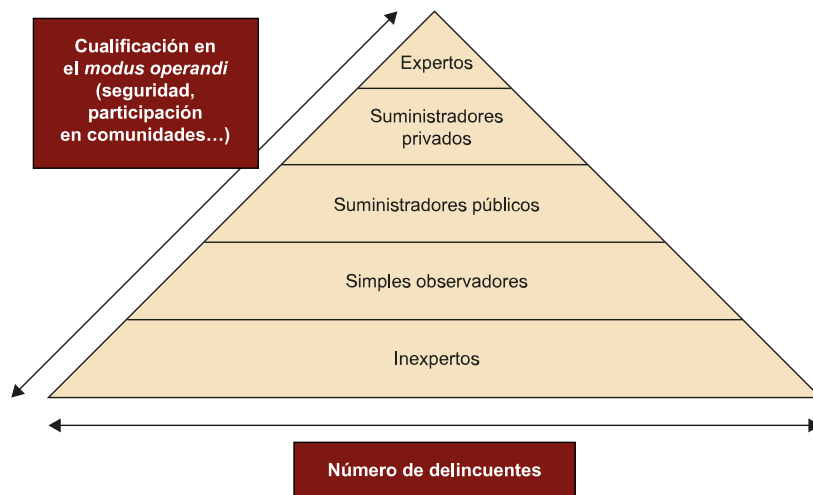 Cualificación en
el modus operandi
(seguridad,
participación
en comunidades…)
Expertos
Suministradores
privados
Suministradores públicos
Simples observadores
Inexpertos
Número de delincuentes